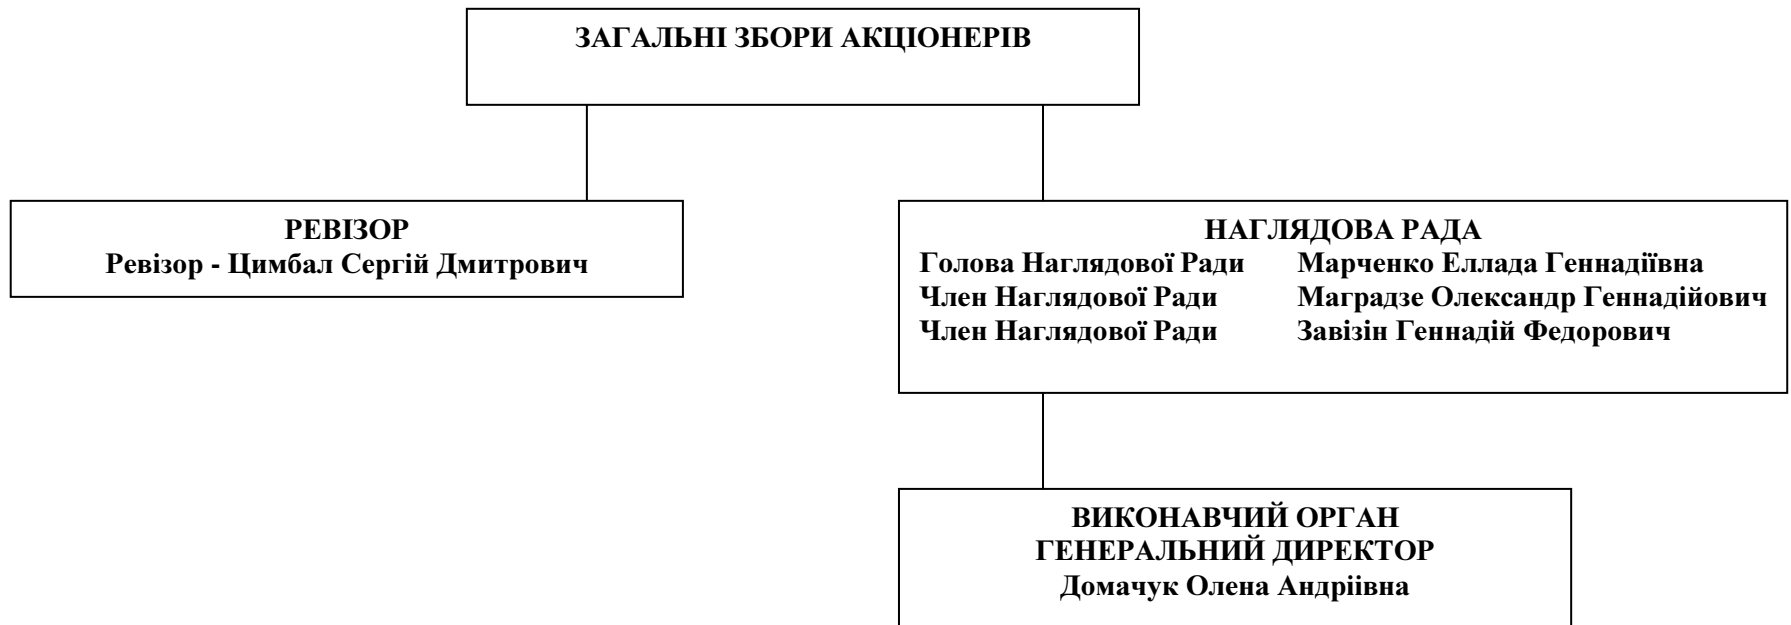 ЗАГАЛЬНІ ЗБОРИ АКЦІОНЕРІВ
РЕВІЗОР
Ревізор - Цимбал Сергій Дмитрович
НАГЛЯДОВА РАДА
Голова Наглядової Ради Марченко Еллада Геннадіївна
Член Наглядової Ради Маградзе Олександр Геннадійович
Член Наглядової Ради Завізін Геннадій Федорович
ВИКОНАВЧИЙ ОРГАН
ГЕНЕРАЛЬНИЙ ДИРЕКТОР
Домачук Олена Андріівна